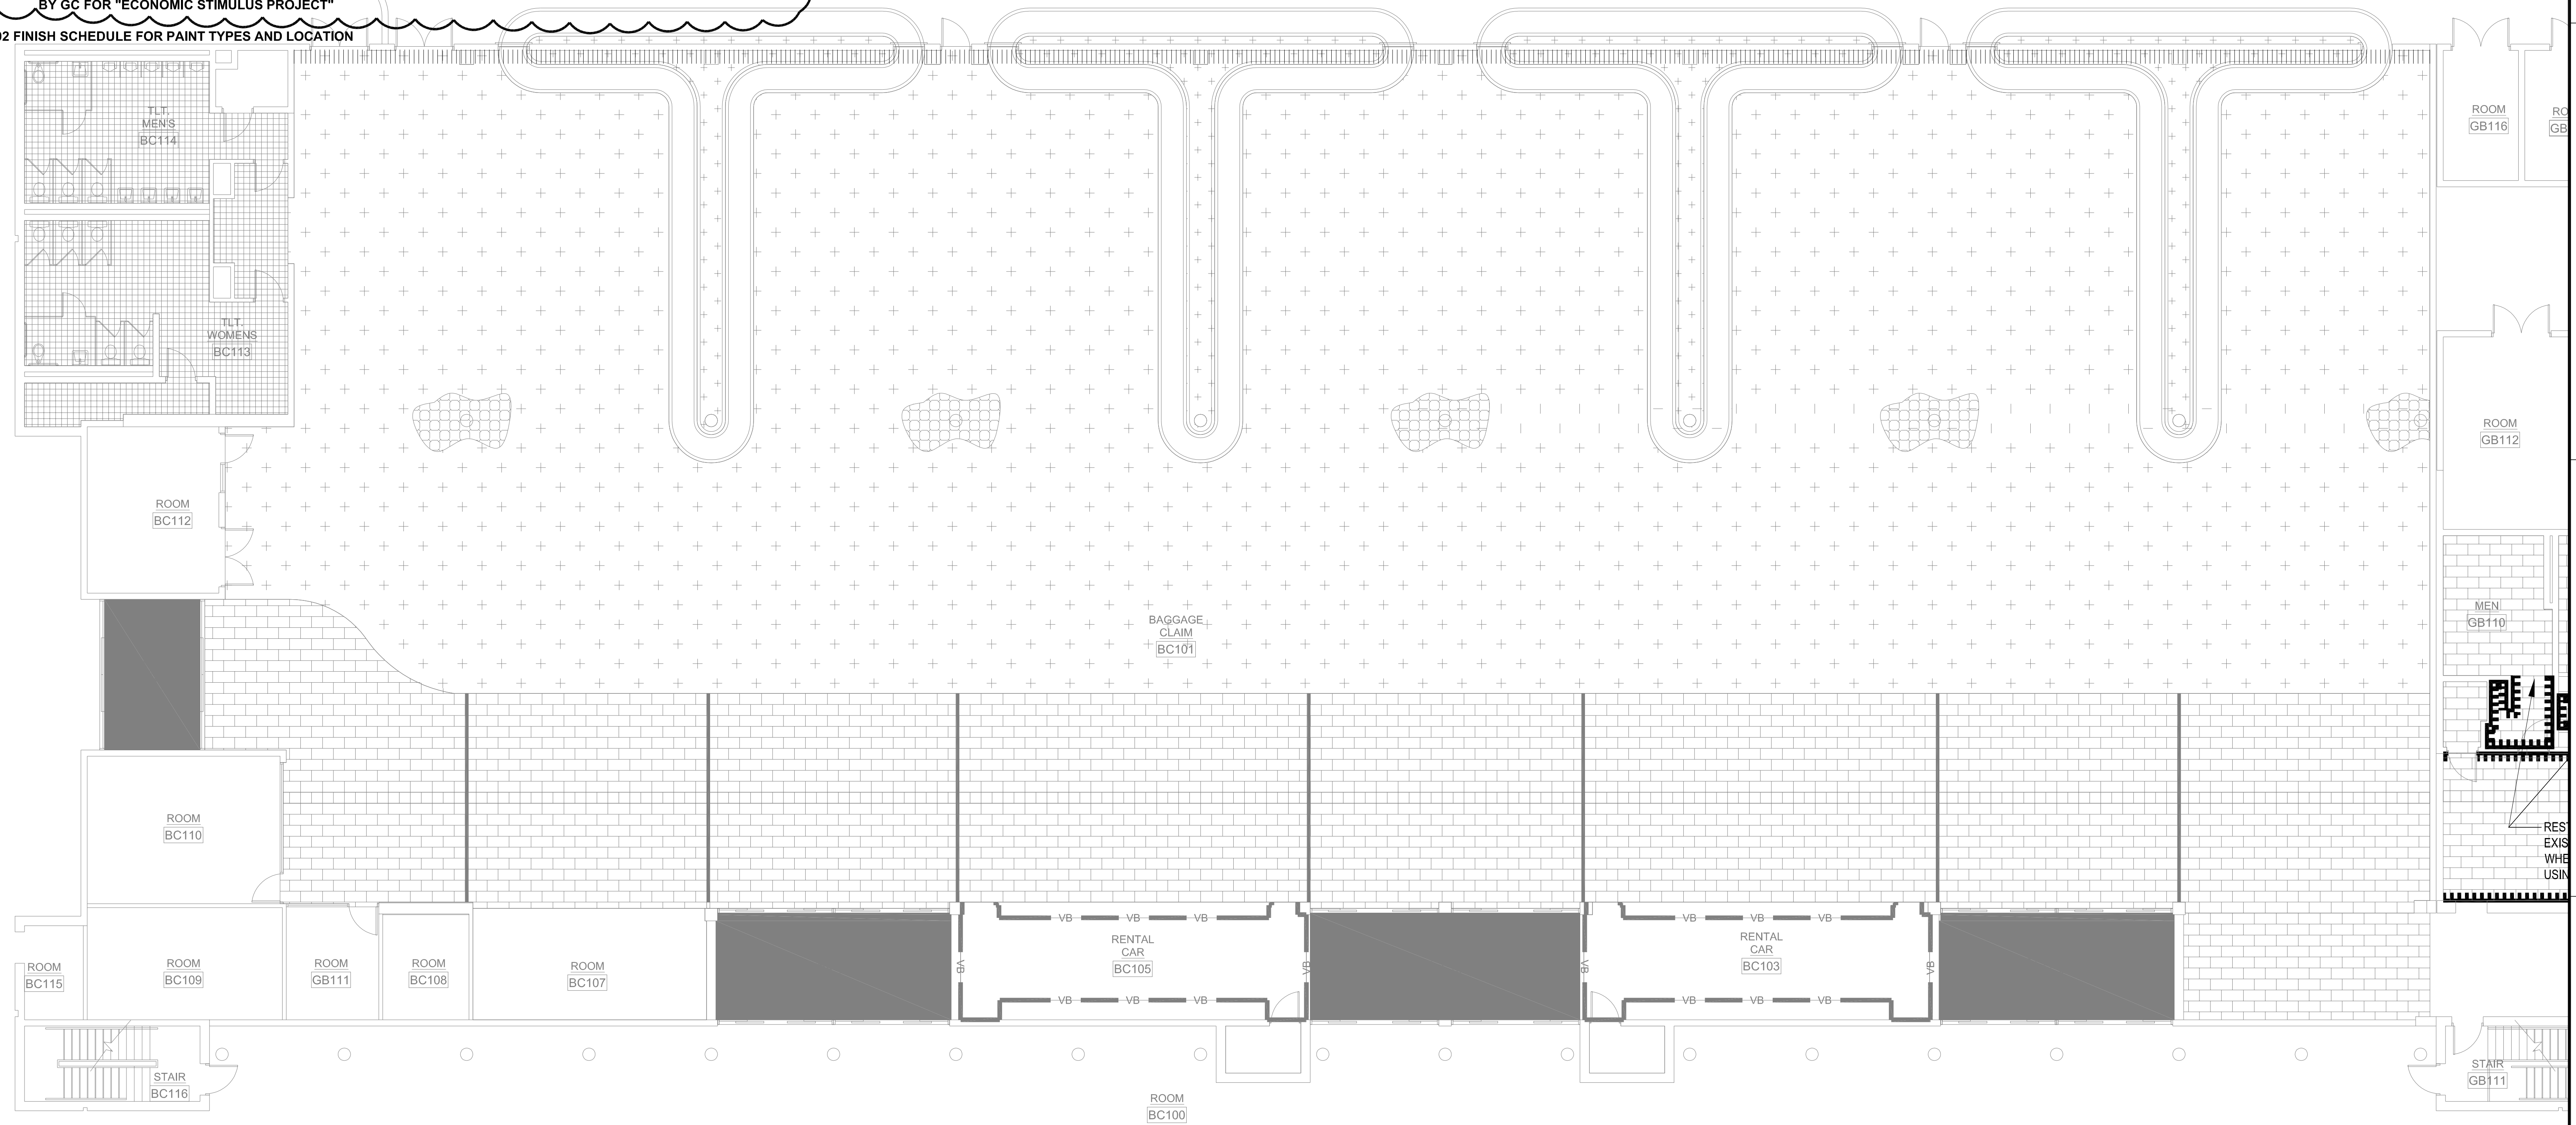 BY GC FOR "ECONOMIC STIMULUS PROJECT"
02 FINISH SCHEDULE FOR PAINT TYPES AND LOCATION
TLT.
MEN'S
BC114
TLT.
WOMENS
BC113
ROOM
GB116
ROOM
BC112
ROOM
GB112
BAGGAGE
CLAIM
BC101
MEN
GB110
ROOM
BC110
USIN
ROOM
BC115
ROOM
BC109
ROOM
GB111
ROOM
BC108
ROOM
BC107
VB VB VB
RENTAL
CAR
BC105
VB VB
VB VB VB
VB VB VB
RENTAL
CAR
BC103
VB VB
VB VB VB
STAIR
BC116
STAIR
GB111
ROOM
BC100